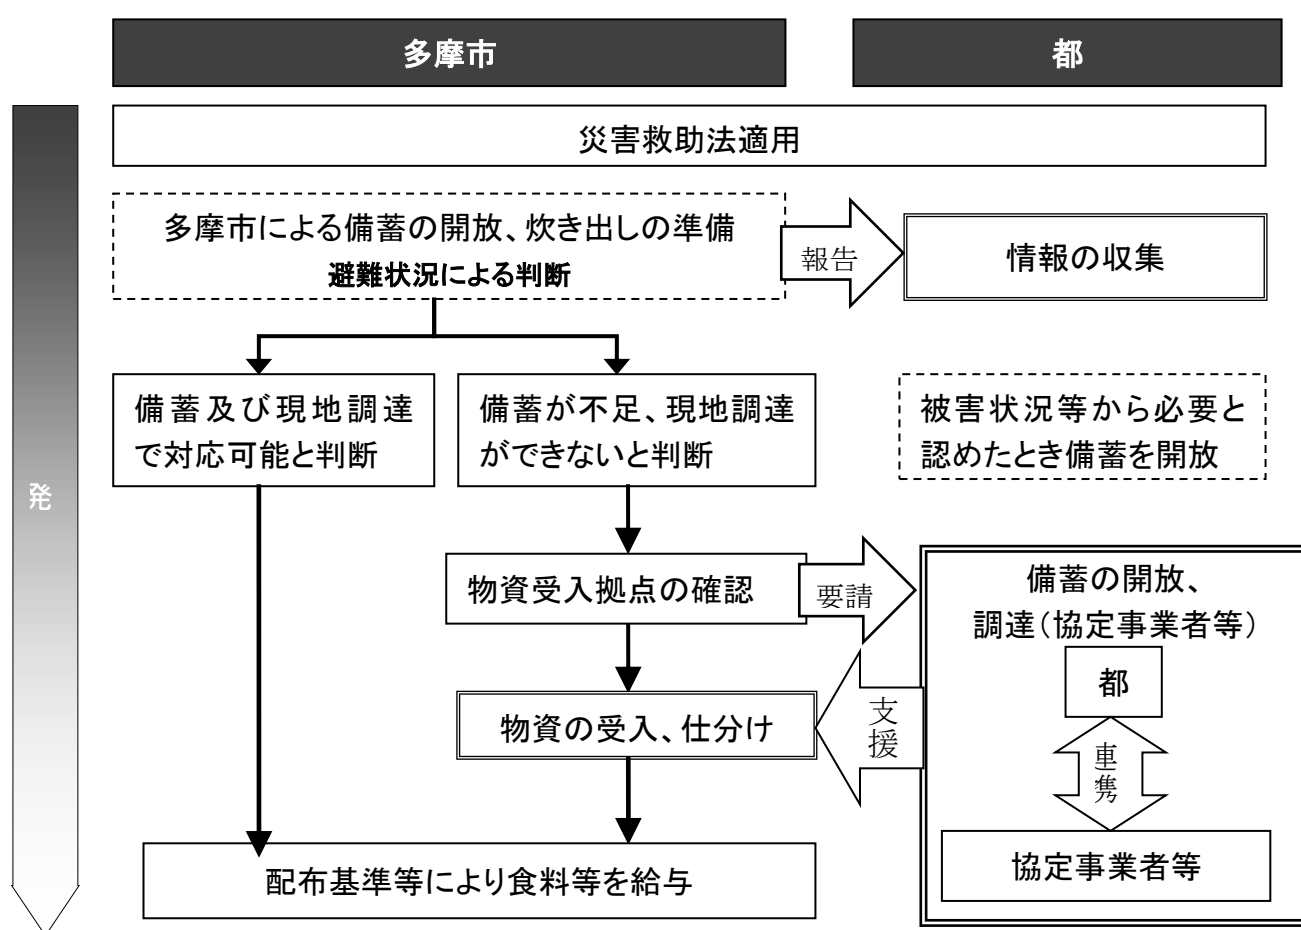 多摩市
都
災害救助法適用
多摩市による備蓄の開放、炊き出しの準備
避難状況による判断
報告
情報の収集
備蓄及び現地調達
で対応可能と判断
備蓄が不足、現地調達
ができないと判断
被害状況等から必要と
認めたとき備蓄を開放
発
物資受入拠点の確認
要請
備蓄の開放、
調達（協定事業者等）
都
物資の受入、仕分け
支
援
協定事業者等
配布基準等により食料等を給与